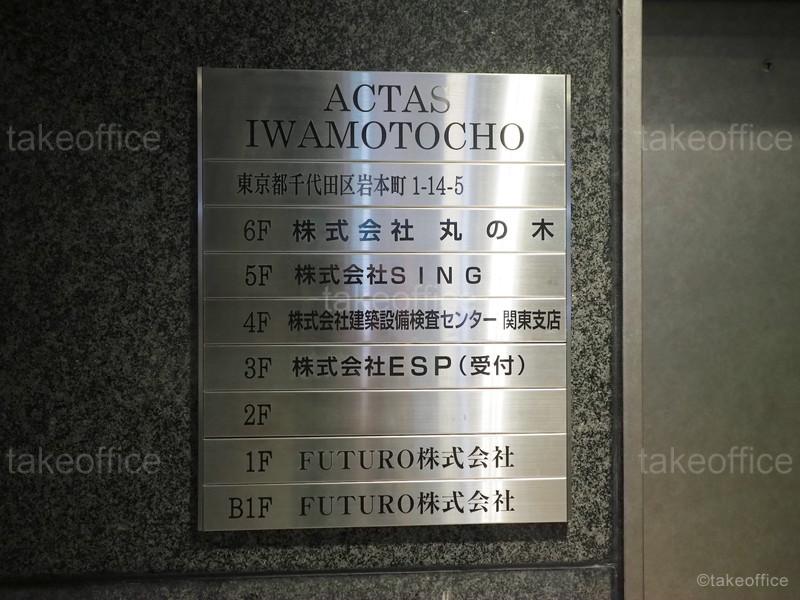 ACTAS
IWAMOTOCHO
東京都千代田区岩本町 1-14-5
6F 株式会社 丸の木
5F 株式会社SING
4F 株式会社建築設備検査センター 関東支店
3F 株式会社ESP(受付)
2F
1F FUTURO株式会社
B1F FUTURO株式会社
takeoffice
takeoffice
takeoffice
takeoffice
takeoffice
©takeoffice